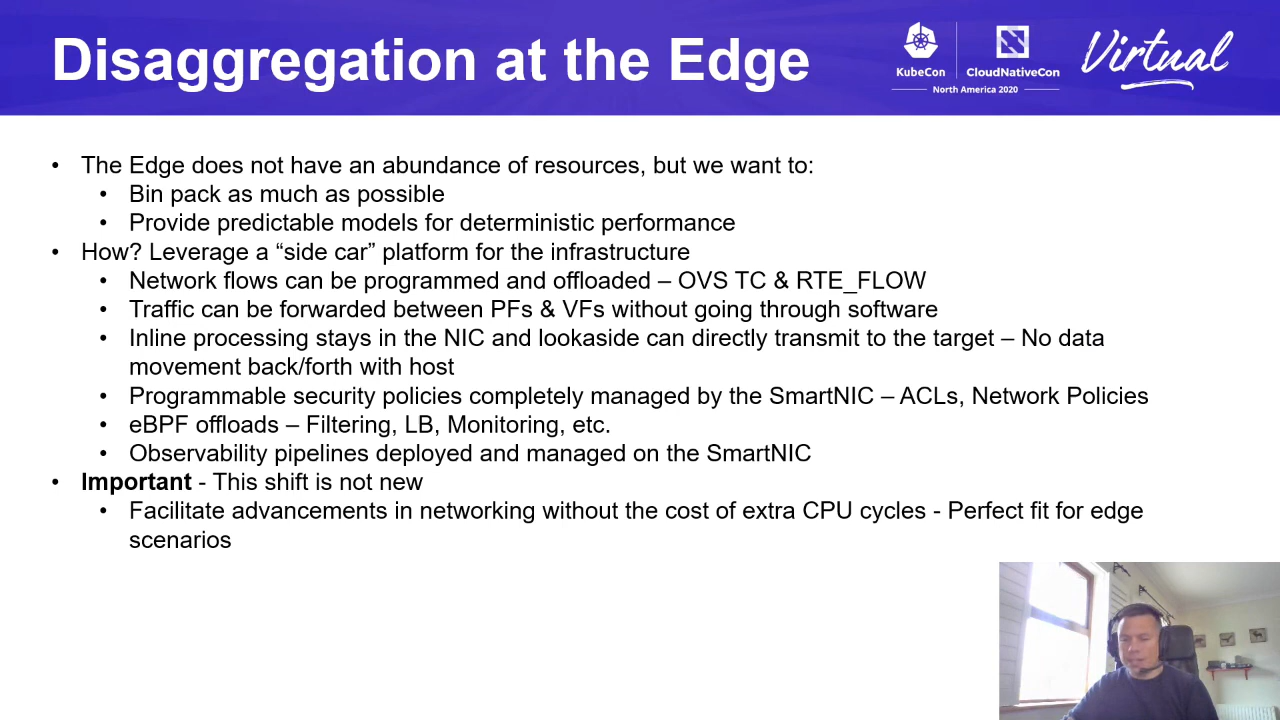 Disaggregation at the Edge
KubeCon
CloudNativeCon
North America 2020
Virtual
• The Edge does not have an abundance of resources, but we want to:
• Bin pack as much as possible
• Provide predictable models for deterministic performance
• How? Leverage a “side car” platform for the infrastructure
• Network flows can be programmed and offloaded – OVS TC & RTE_FLOW
• Traffic can be forwarded between PFs & VFs without going through software
• Inline processing stays in the NIC and lookaside can directly transmit to the target – No data
movement back/forth with host
• Programmable security policies completely managed by the SmartNIC – ACLs, Network Policies
• eBPF offloads – Filtering, LB, Monitoring, etc.
• Observability pipelines deployed and managed on the SmartNIC
• Important - This shift is not new
• Facilitate advancements in networking without the cost of extra CPU cycles - Perfect fit for edge
scenarios